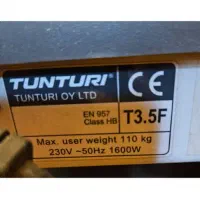 TUNTURI®
TUNTURI OY LTD
CE
EN 957
Class HB
T3.5F
Max. user weight 110 kg
230V ~50Hz 1600W